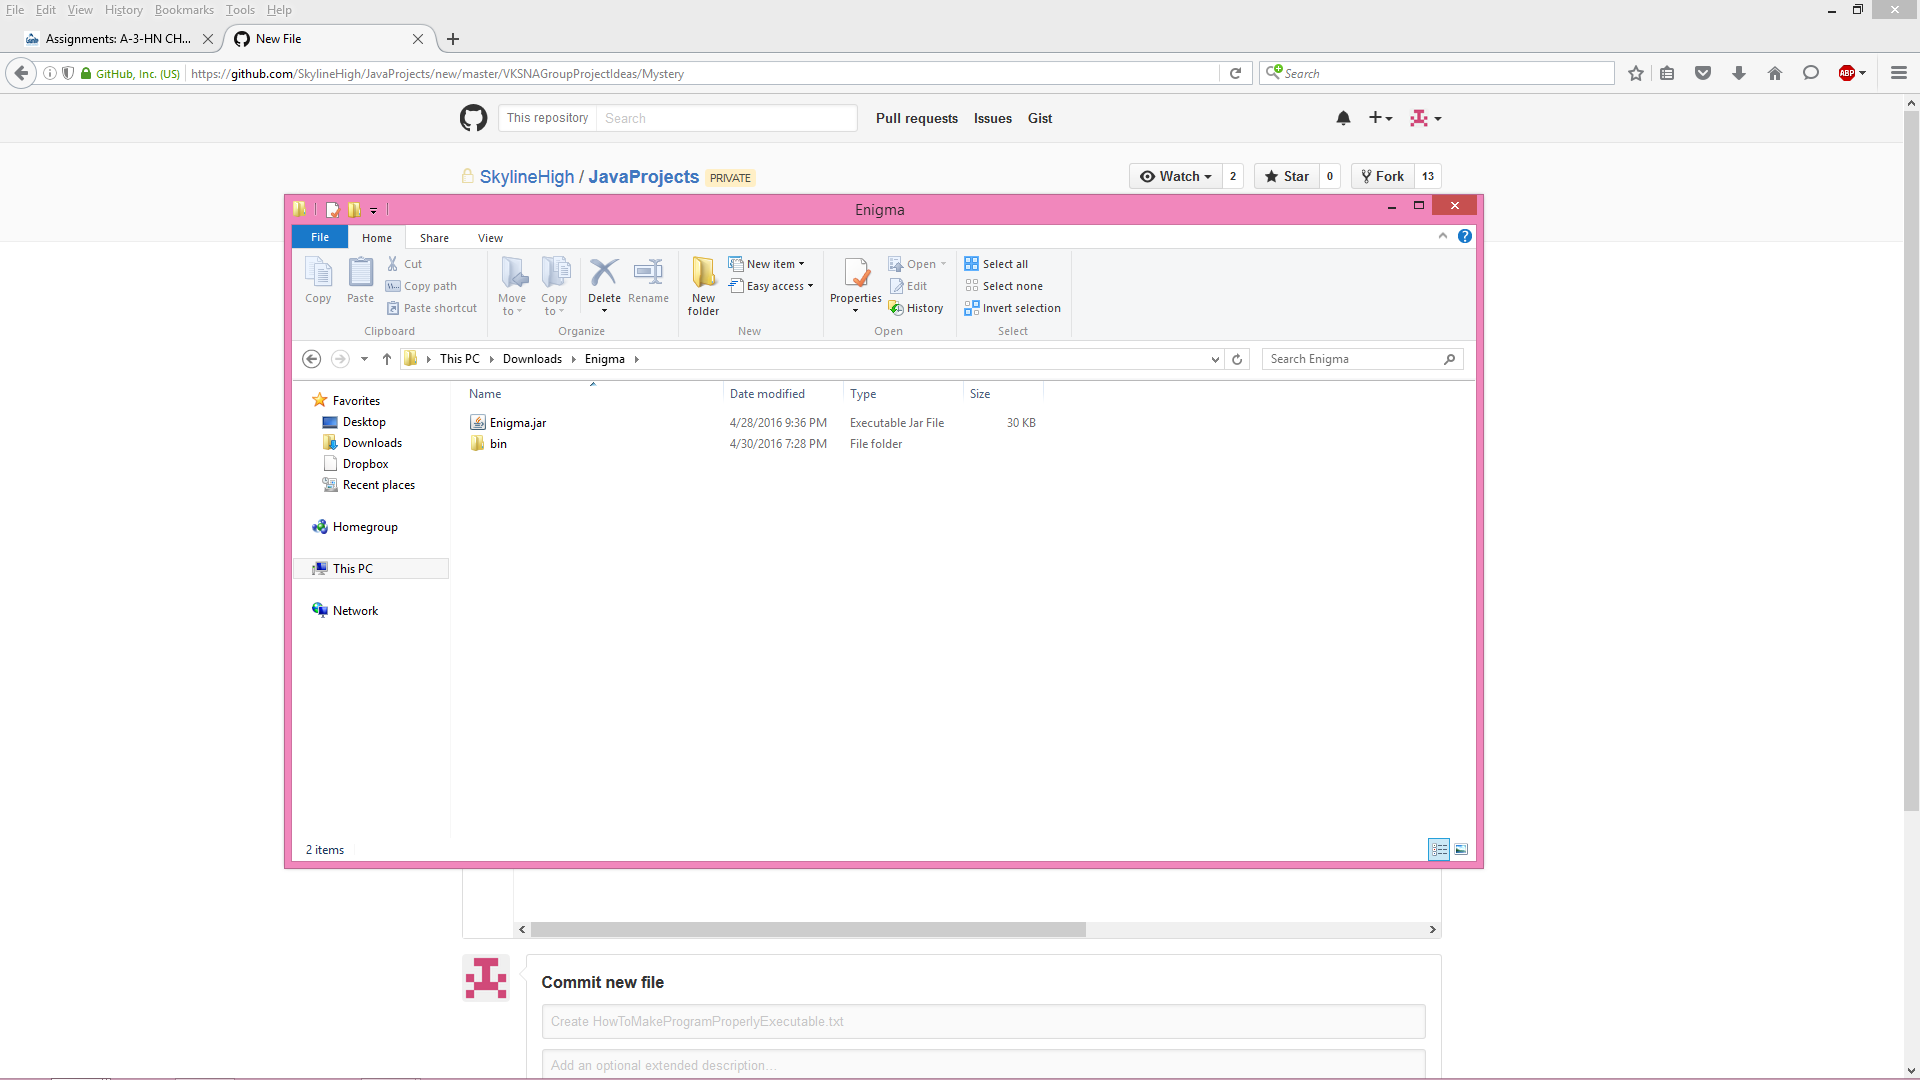 File Edit View History Bookmarks Tools Help
Assignments: A-3-HN CH... New File
GitHub, Inc. (US) https://github.com/SkylineHigh/JavaProjects/new/master/VKSNAGroupProjectIdeas/Mystery Search ABP
This repository Search Pull requests Issues Gist
SkylineHigh / JavaProjects PRIVATE Watch 2 Star 0 Fork 13
Enigma
File Home Share View
Copy Paste Cut Copy path Paste shortcut Clipboard
Move to Copy to Delete Rename Organize
New folder New item Easy access New
Properties Open Edit History Open
Select all Select none Invert selection Select
This PC Downloads Enigma Search Enigma
Favorites
Desktop
Downloads
Dropbox
Recent places
Homegroup
This PC
Network
Name Date modified Type Size
Enigma.jar 4/28/2016 9:36 PM Executable Jar File 30 KB
bin 4/30/2016 7:28 PM File folder
2 items
Commit new file
Create HowToMakeProgramProperlyExecutable.txt
Add an optional extended description...